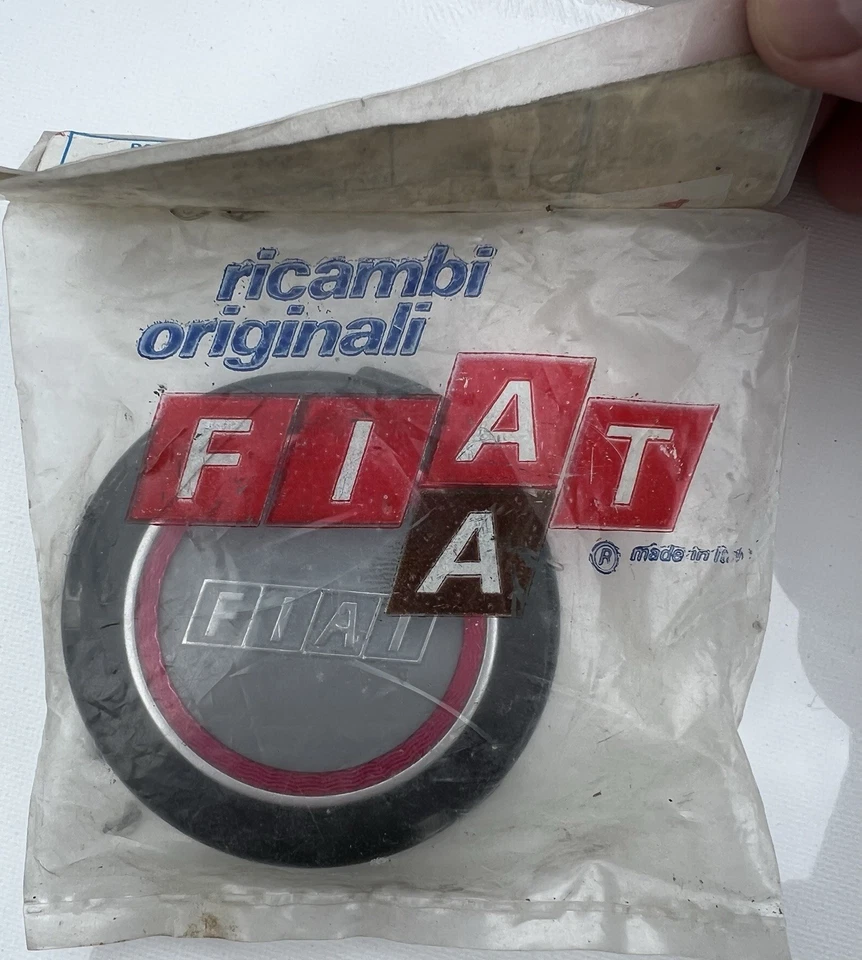 ricambi
originali
FIAT
A
® made in
FIAT